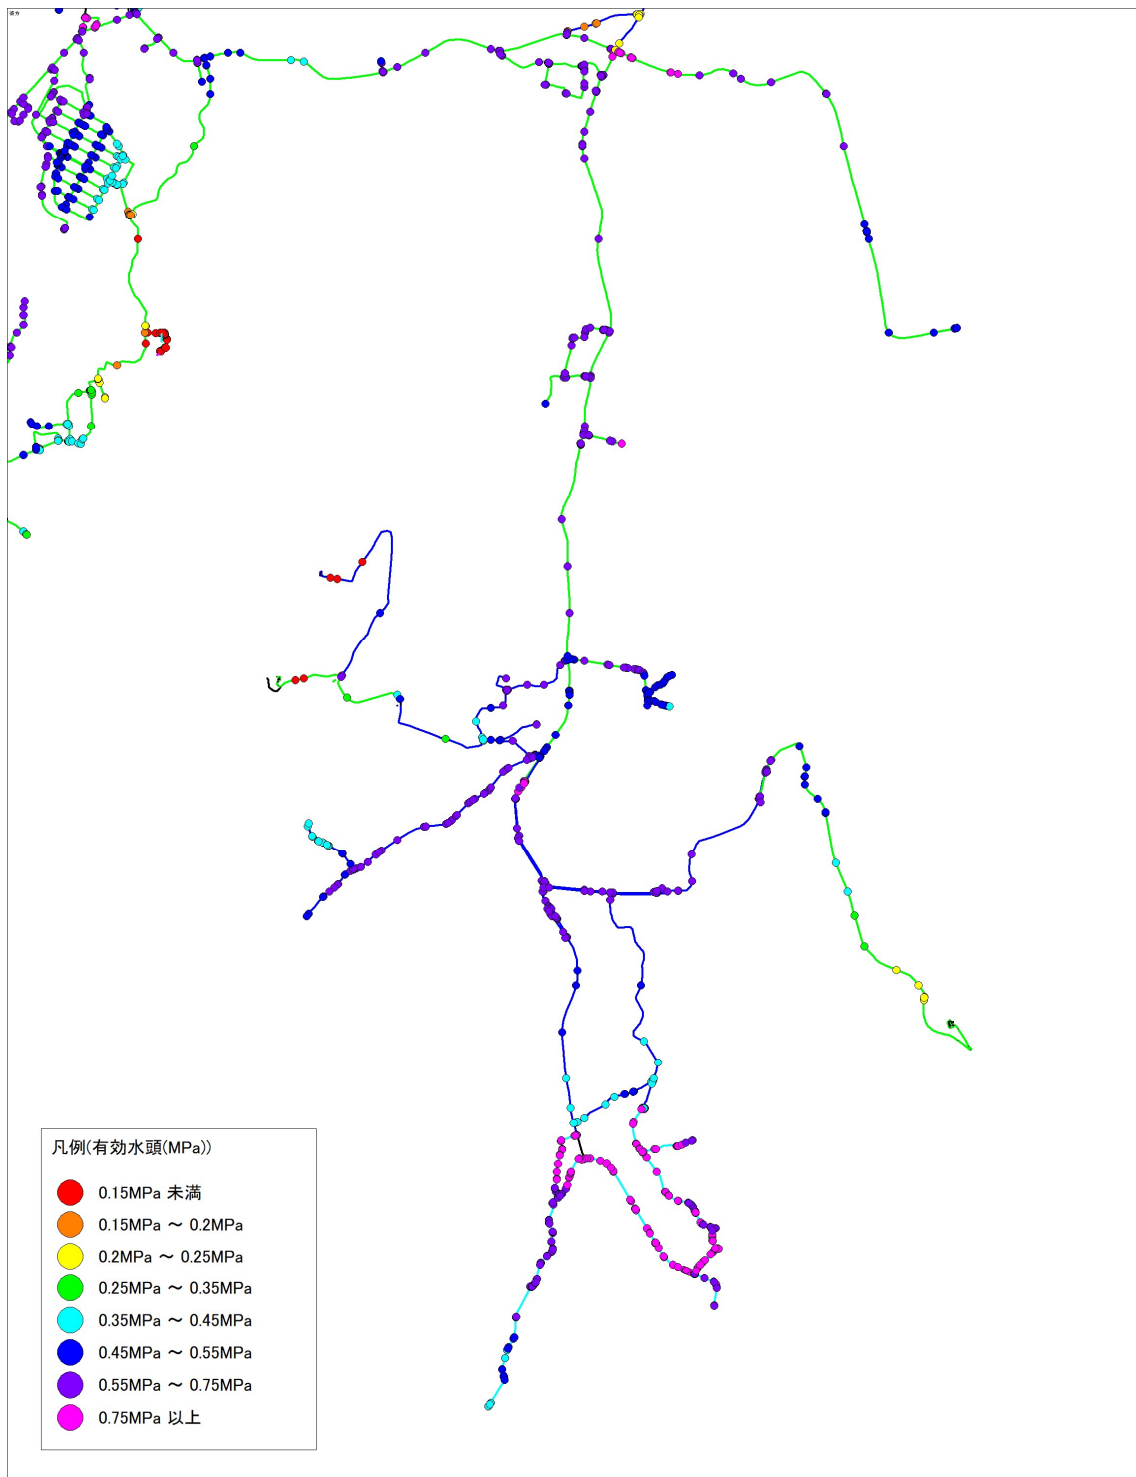 凡例(有効水頭(MPa))
0.15MPa 未満
0.15MPa ～ 0.2MPa
0.2MPa ～ 0.25MPa
0.25MPa ～ 0.35MPa
0.35MPa ～ 0.45MPa
0.45MPa ～ 0.55MPa
0.55MPa ～ 0.75MPa
0.75MPa 以上